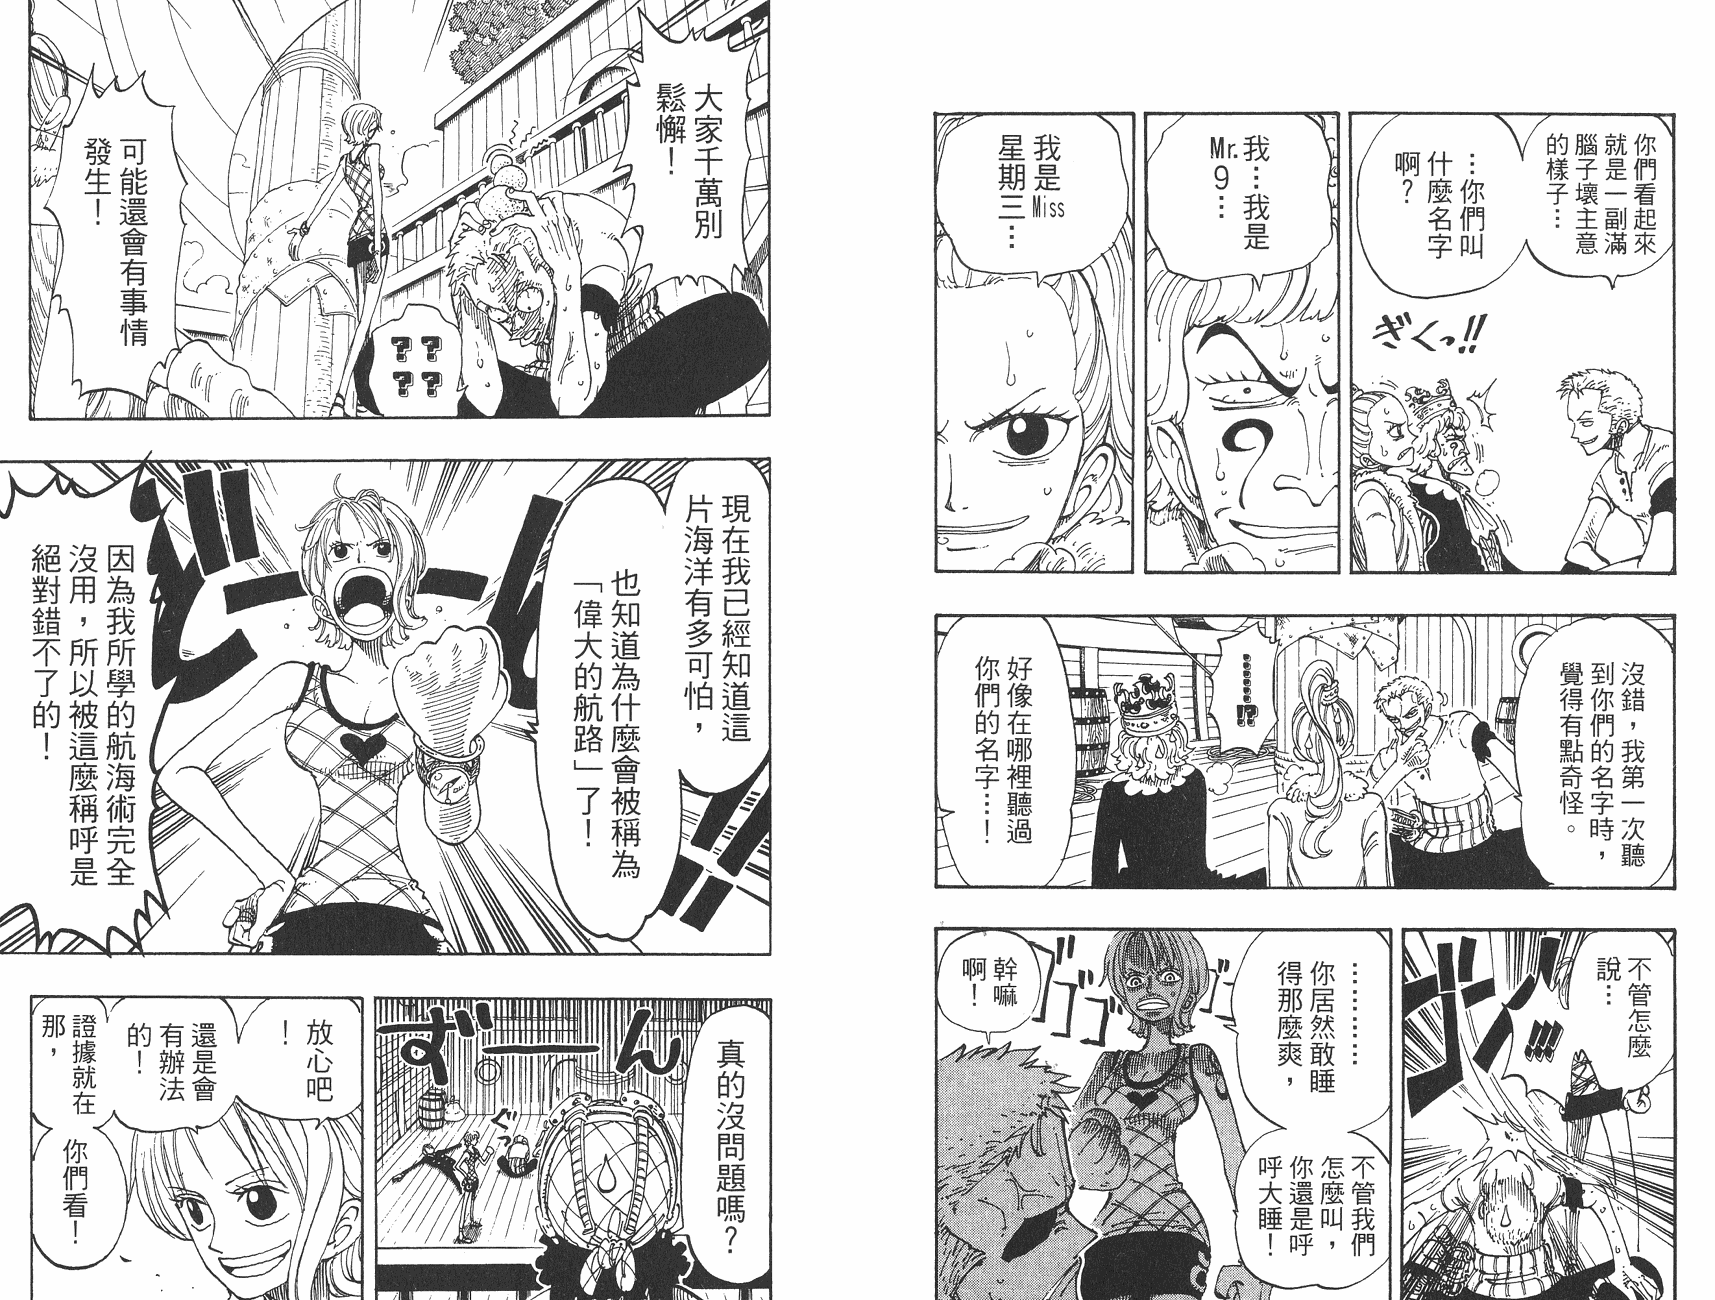 你們看起來
就是一副滿
腦子壞主意
的樣子…
…你們叫
什麼名字
啊？
ぎくっ!!
我…我是
Mr.9…
我是Miss
星期三…
沒錯，我第一次聽
到你們的名字時，
覺得有點奇怪。
……!?
好像在哪裡聽過
你們的名字…！
不管怎麼
說…
ゴン!!!
………
你居然敢睡
得那麼爽，
不管我們
怎麼叫，
你還是呼
呼大睡！
ゴゴゴ
ゴゴゴ
幹嘛
啊！
大家千萬別
鬆懈！
??
??
可能還會有事情
發生！
現在我已經知道這
片海洋有多可怕，
也知道為什麼會被稱為
「偉大的航路」了！
因為我所學的航海術完全
沒用，所以被這麼稱呼是
絕對錯不了的！
真的沒問題嗎？
ずーん
ぐっ
放心吧
！
還是會
有辦法
的！
證據就在
那，
你們看！